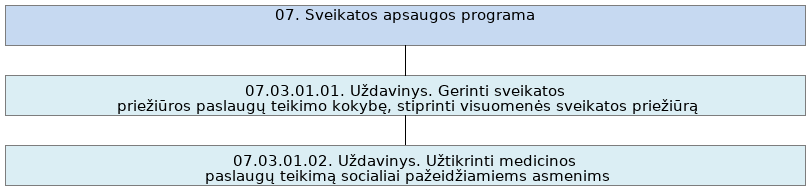 07. Sveikatos apsaugos programa
07.03.01.01. Uždavinys. Gerinti sveikatos
priežiūros paslaugų teikimo kokybę, stiprinti visuomenės sveikatos priežiūrą
07.03.01.02. Uždavinys. Užtikrinti medicinos
paslaugų teikimą socialiai pažeidžiamiems asmenims